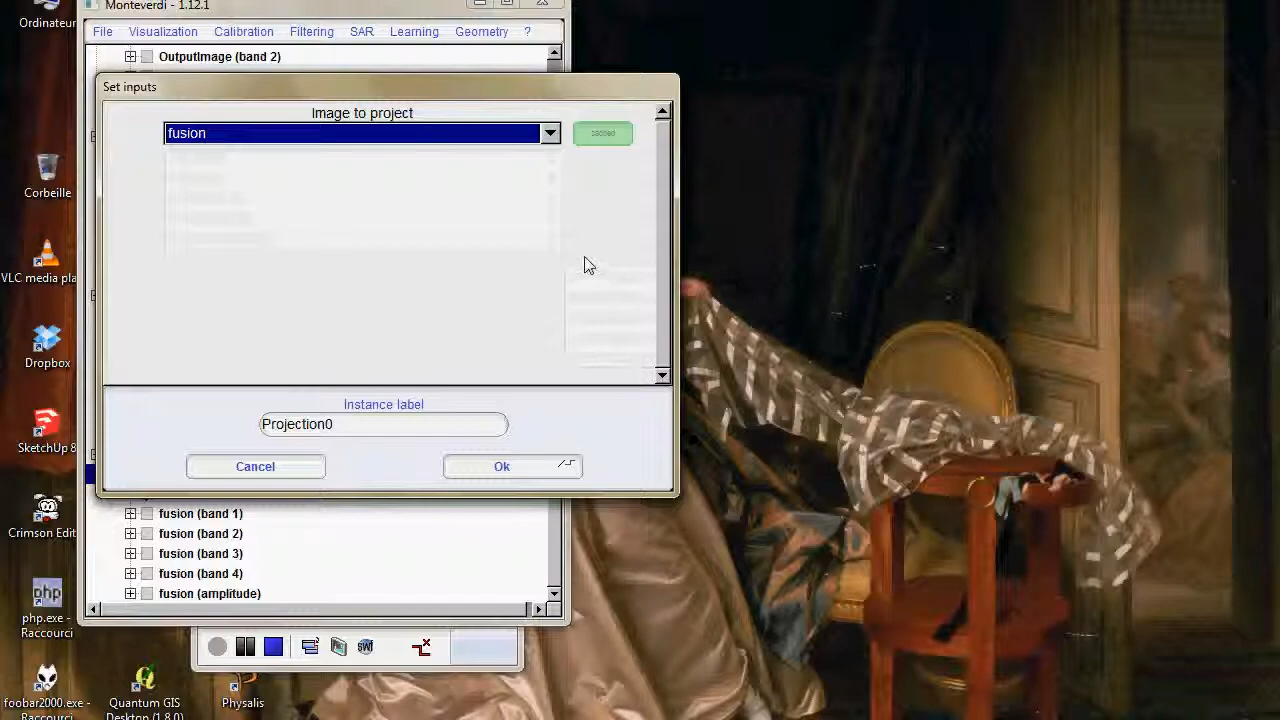 Ordinateur
Monteverdi - 1.12.1
File Visualization Calibration Filtering SAR Learning Geometry ?
OutputImage (band 2)
Set inputs
Image to project
fusion
Instance label
Projection0
Cancel Ok
fusion (band 1)
fusion (band 2)
fusion (band 3)
fusion (band 4)
fusion (amplitude)
Corbeille
VLC media pla
Dropbox
SketchUp 8
Crimson Edit
php
php.exe -
Raccourci
foobar2000.exe -
Raccourci
Quantum GIS
Desktop (1.8.0)
Physalis